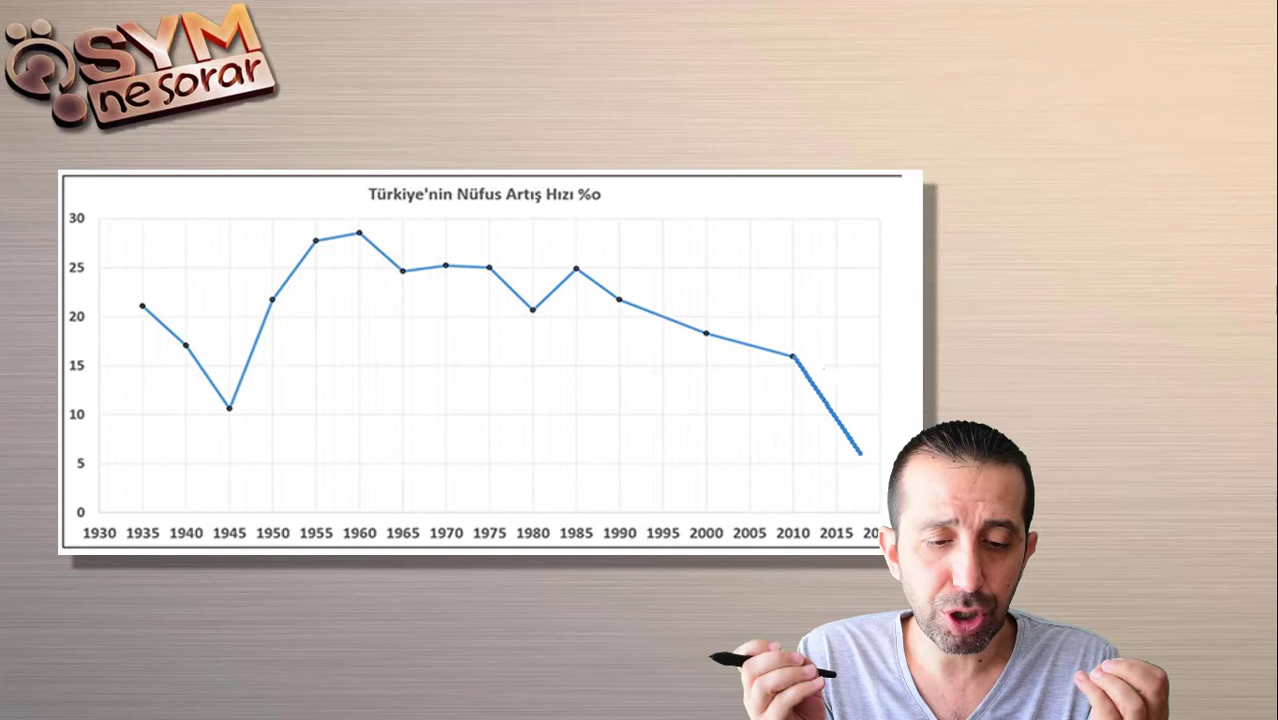 ÖSYM
ne sorar
Türkiye'nin Nüfus Artış Hızı %o
30
25
20
15
10
5
0
1930 1935 1940 1945 1950 1955 1960 1965 1970 1975 1980 1985 1990 1995 2000 2005 2010 2015 20